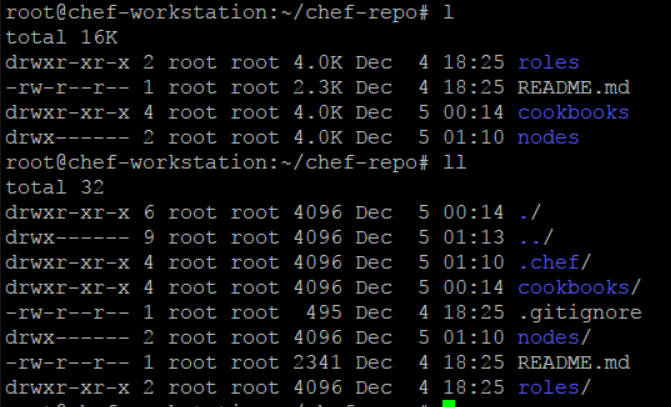 root@chef-workstation:~/chef-repo# l
total 16K
drwxr-xr-x 2 root root 4.0K Dec  4 18:25 roles
-rw-r--r-- 1 root root 2.3K Dec  4 18:25 README.md
drwxr-xr-x 4 root root 4.0K Dec  5 00:14 cookbooks
drwx------ 2 root root 4.0K Dec  5 01:10 nodes
root@chef-workstation:~/chef-repo# ll
total 32
drwxr-xr-x 6 root root 4096 Dec  5 00:14 ./
drwx------ 9 root root 4096 Dec  5 01:13 ../
drwxr-xr-x 4 root root 4096 Dec  5 01:10 .chef/
drwxr-xr-x 4 root root 4096 Dec  5 00:14 cookbooks/
-rw-r--r-- 1 root root  495 Dec  4 18:25 .gitignore
drwx------ 2 root root 4096 Dec  5 01:10 nodes/
-rw-r--r-- 1 root root 2341 Dec  4 18:25 README.md
drwxr-xr-x 2 root root 4096 Dec  4 18:25 roles/
root@chef-workstation:~/chef-repo#